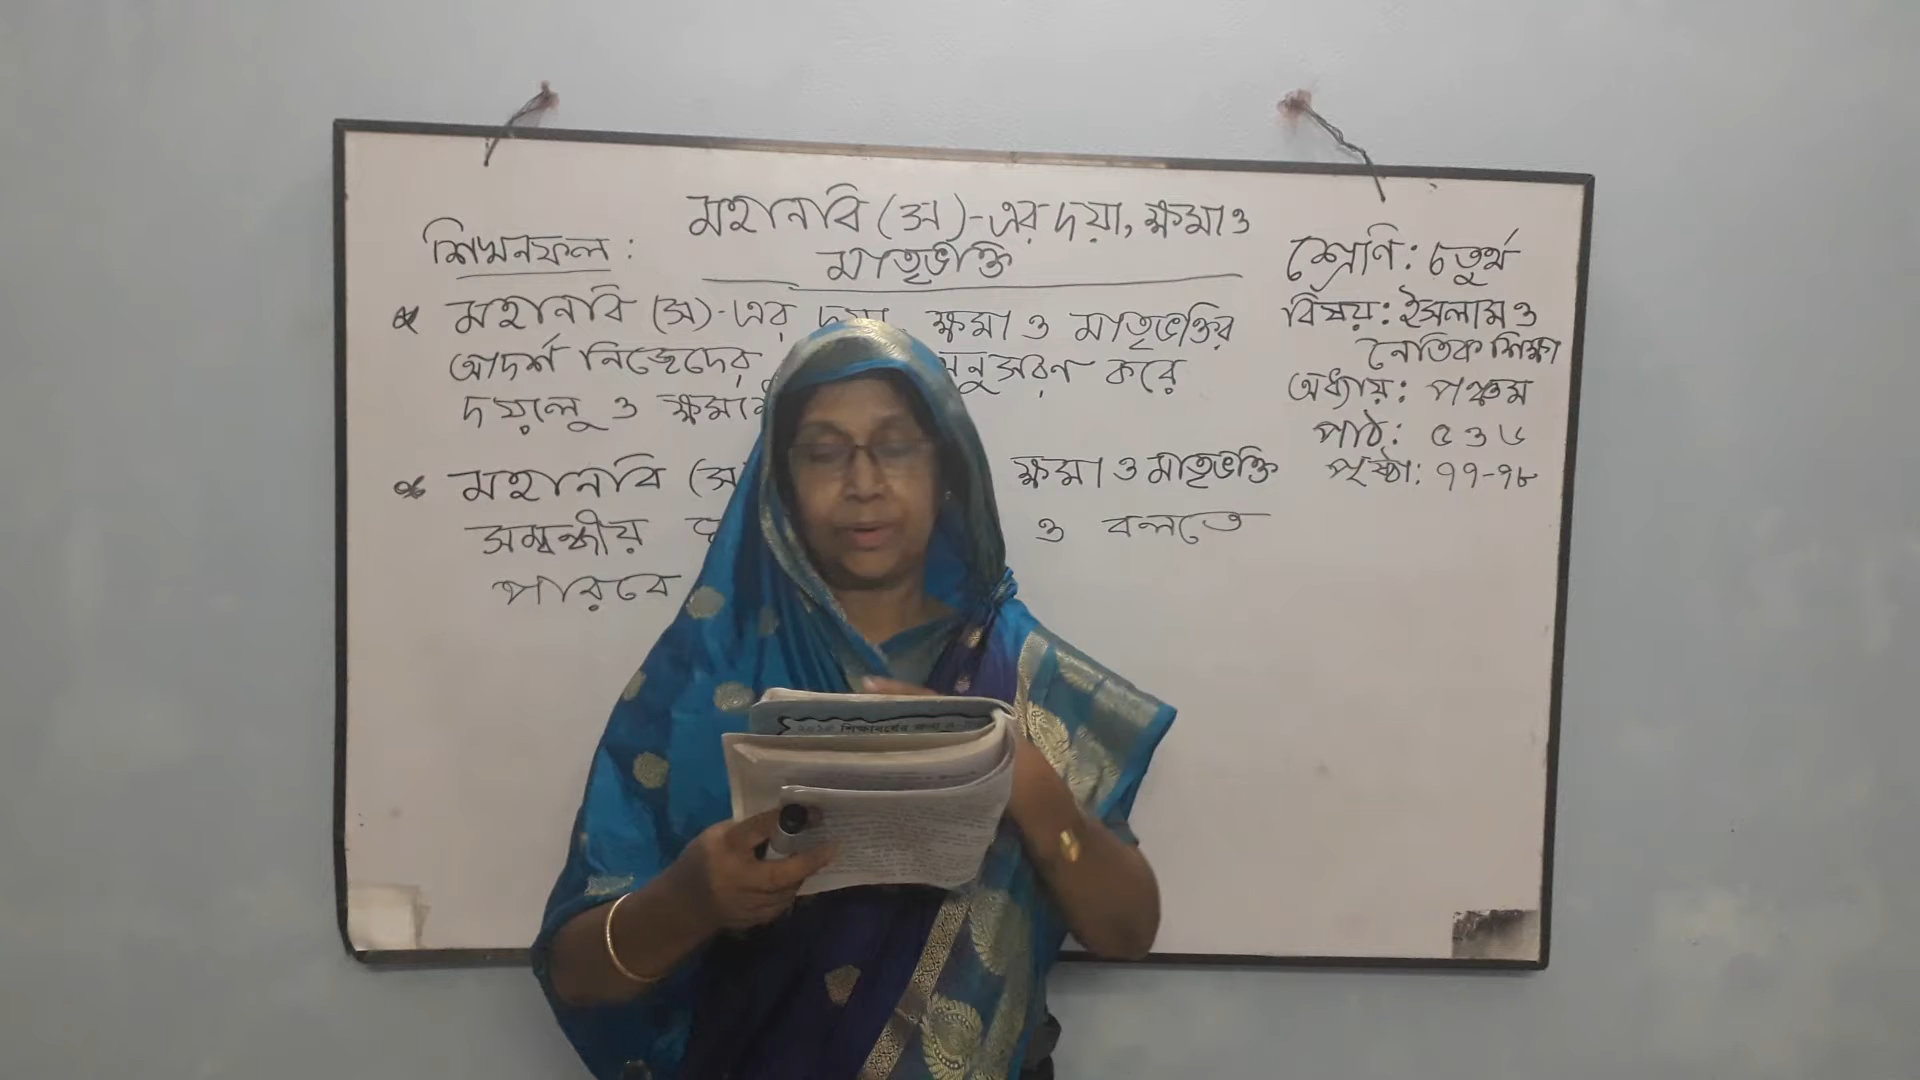 মহানবি (স)-এর দয়া, ক্ষমা ও
মাতৃভক্তি
শিখনফল :
মহানবি (স)-এর দয়া, ক্ষমা ও মাতৃভক্তির
আদর্শ নিজেদের অনুসরণ করে
দয়ালু ও
মহানবি (স) ক্ষমা ও মাতৃভক্তি
সম্বন্ধীয় ও বলতে
পারবে
শ্রেণি: চতুর্থ
বিষয়: ইসলাম ও
নৈতিক শিক্ষা
অধ্যায়: পঞ্চম
পাঠ: ৫ ও ৬
পৃষ্ঠা: ৭৭-৭৮